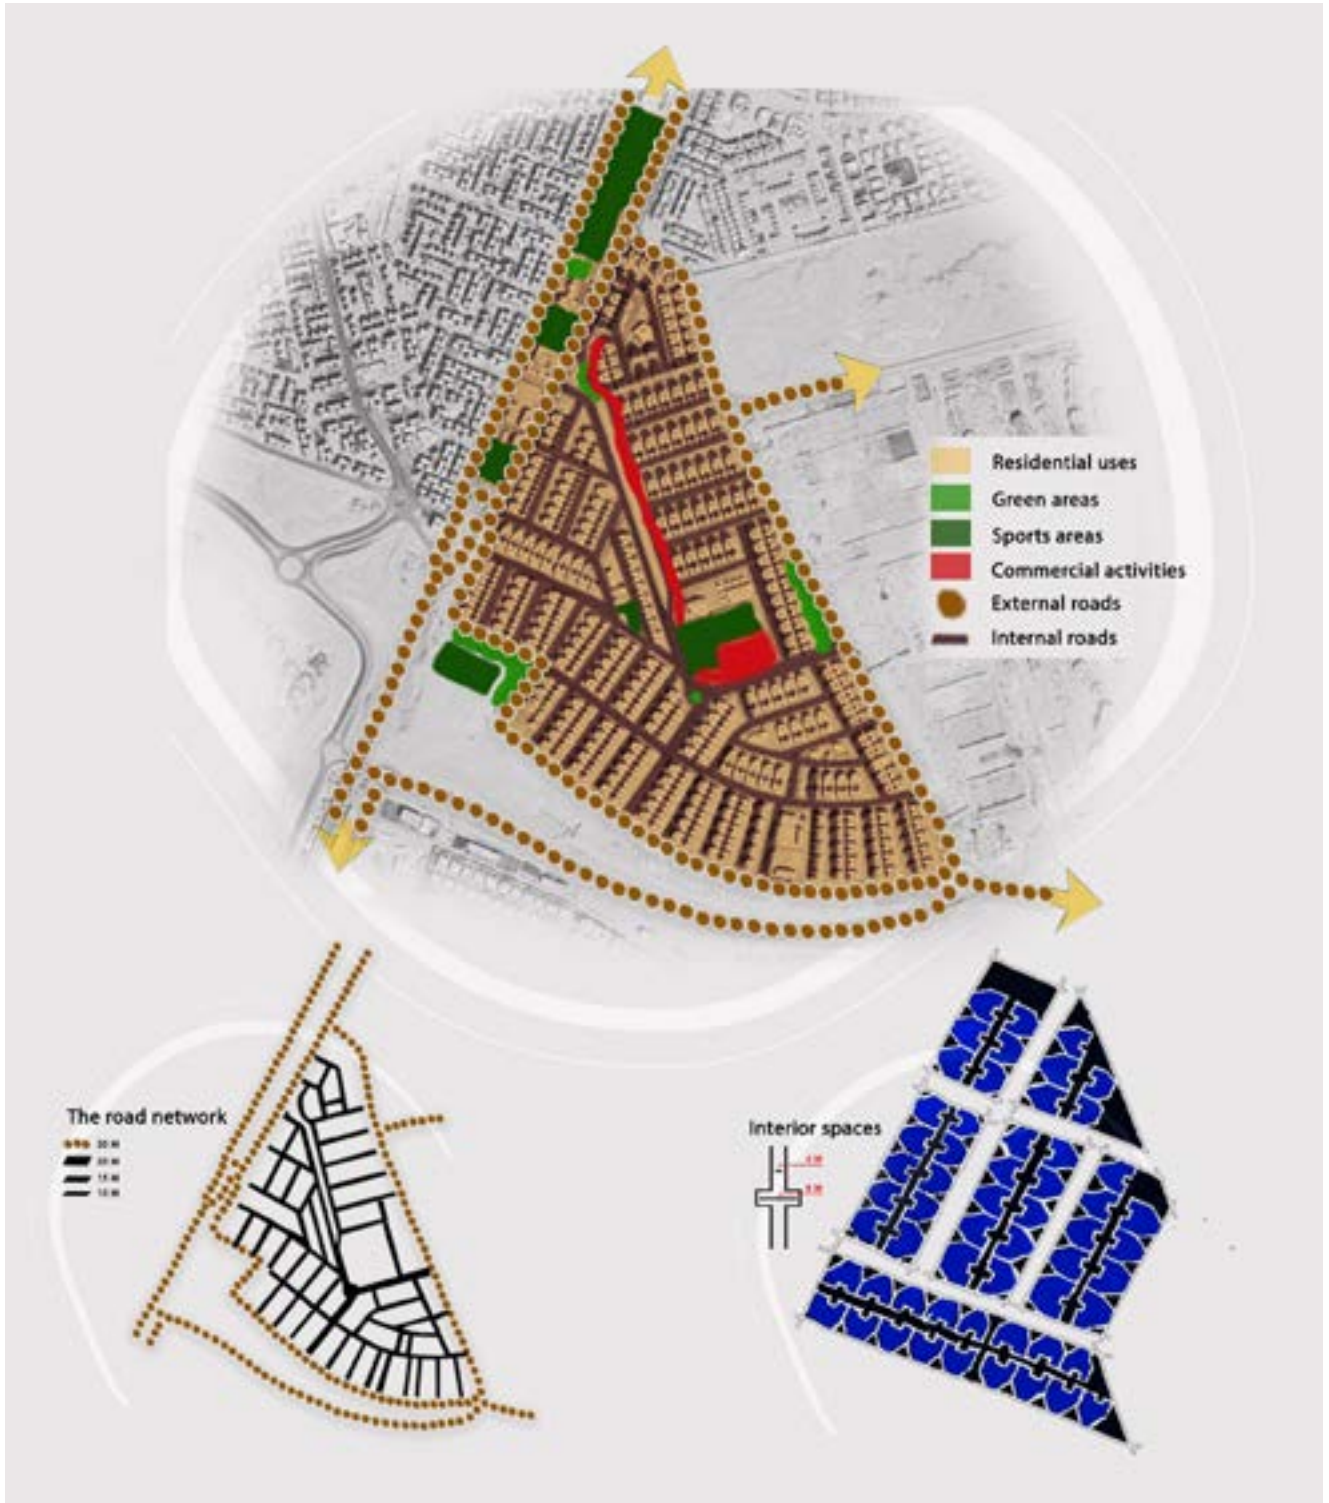 Residential uses
Green areas
Sports areas
Commercial activities
External roads
Internal roads
The road network
Interior spaces